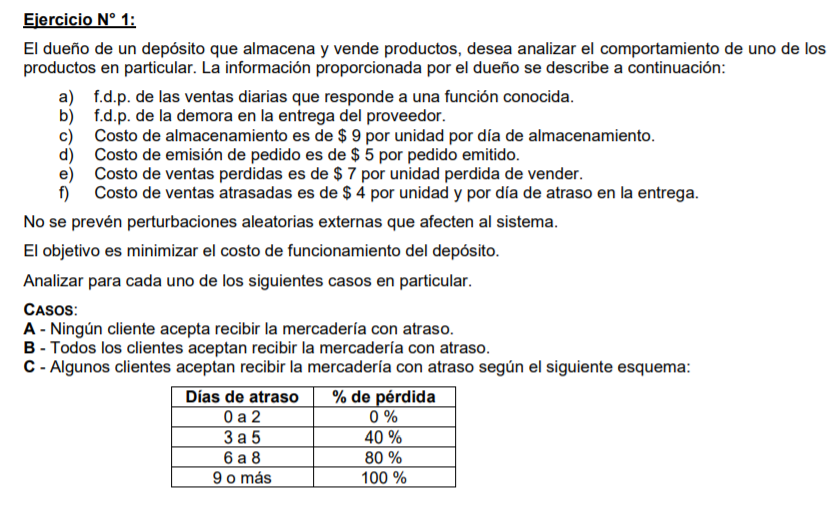 Ejercicio N° 1:
El dueño de un depósito que almacena y vende productos, desea analizar el comportamiento de uno de los
productos en particular. La información proporcionada por el dueño se describe a continuación:
a) f.d.p. de las ventas diarias que responde a una función conocida.
b) f.d.p. de la demora en la entrega del proveedor.
c) Costo de almacenamiento es de $ 9 por unidad por día de almacenamiento.
d) Costo de emisión de pedido es de $ 5 por pedido emitido.
e) Costo de ventas perdidas es de $ 7 por unidad perdida de vender.
f) Costo de ventas atrasadas es de $ 4 por unidad y por día de atraso en la entrega.
No se prevén perturbaciones aleatorias externas que afecten al sistema.
El objetivo es minimizar el costo de funcionamiento del depósito.
Analizar para cada uno de los siguientes casos en particular.
CASOS:
A - Ningún cliente acepta recibir la mercadería con atraso.
B - Todos los clientes aceptan recibir la mercadería con atraso.
C - Algunos clientes aceptan recibir la mercadería con atraso según el siguiente esquema:
Días de atraso % de pérdida
0 a 2 0 %
3 a 5 40 %
6 a 8 80 %
9 o más 100 %